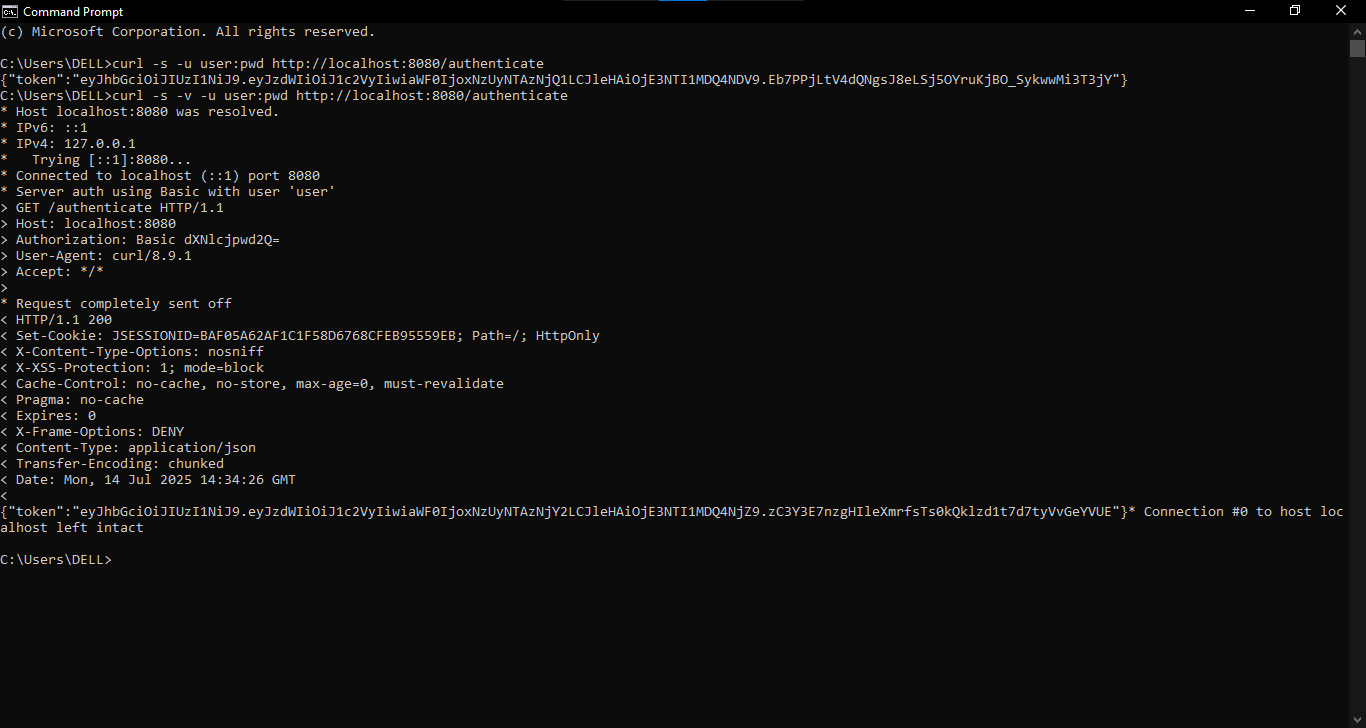 Command Prompt
(c) Microsoft Corporation. All rights reserved.
C:\Users\DELL>curl -s -u user:pwd http://localhost:8080/authenticate
{"token":"eyJhbGciOiJIUzI1NiJ9.eyJzdWIiOiJ1c2VyIiwiaWF0IjoxNzUyNTAzNjQ1LCJleHAiOjE3NTI1MDQ4NDV9.Eb7PPjLtV4dQNgsJ8eLSj5OYruKjBO_SykwwMi3T3jY"}
C:\Users\DELL>curl -s -v -u user:pwd http://localhost:8080/authenticate
* Host localhost:8080 was resolved.
* IPv6: ::1
* IPv4: 127.0.0.1
*   Trying [::1]:8080...
* Connected to localhost (::1) port 8080
* Server auth using Basic with user 'user'
> GET /authenticate HTTP/1.1
> Host: localhost:8080
> Authorization: Basic dXNlcjpwd2Q=
> User-Agent: curl/8.9.1
> Accept: */*
>
* Request completely sent off
< HTTP/1.1 200
< Set-Cookie: JSESSIONID=BAF05A62AF1C1F58D6768CFEB95559EB; Path=/; HttpOnly
< X-Content-Type-Options: nosniff
< X-XSS-Protection: 1; mode=block
< Cache-Control: no-cache, no-store, max-age=0, must-revalidate
< Pragma: no-cache
< Expires: 0
< X-Frame-Options: DENY
< Content-Type: application/json
< Transfer-Encoding: chunked
< Date: Mon, 14 Jul 2025 14:34:26 GMT
<
{"token":"eyJhbGciOiJIUzI1NiJ9.eyJzdWIiOiJ1c2VyIiwiaWF0IjoxNzUyNTAzNjY2LCJleHAiOjE3NTI1MDQ4NjZ9.zC3Y3E7nzgHIleXmrfsTs0kQklzd1t7d7tyVvGeYVUE"}* Connection #0 to host loc
alhost left intact
C:\Users\DELL>